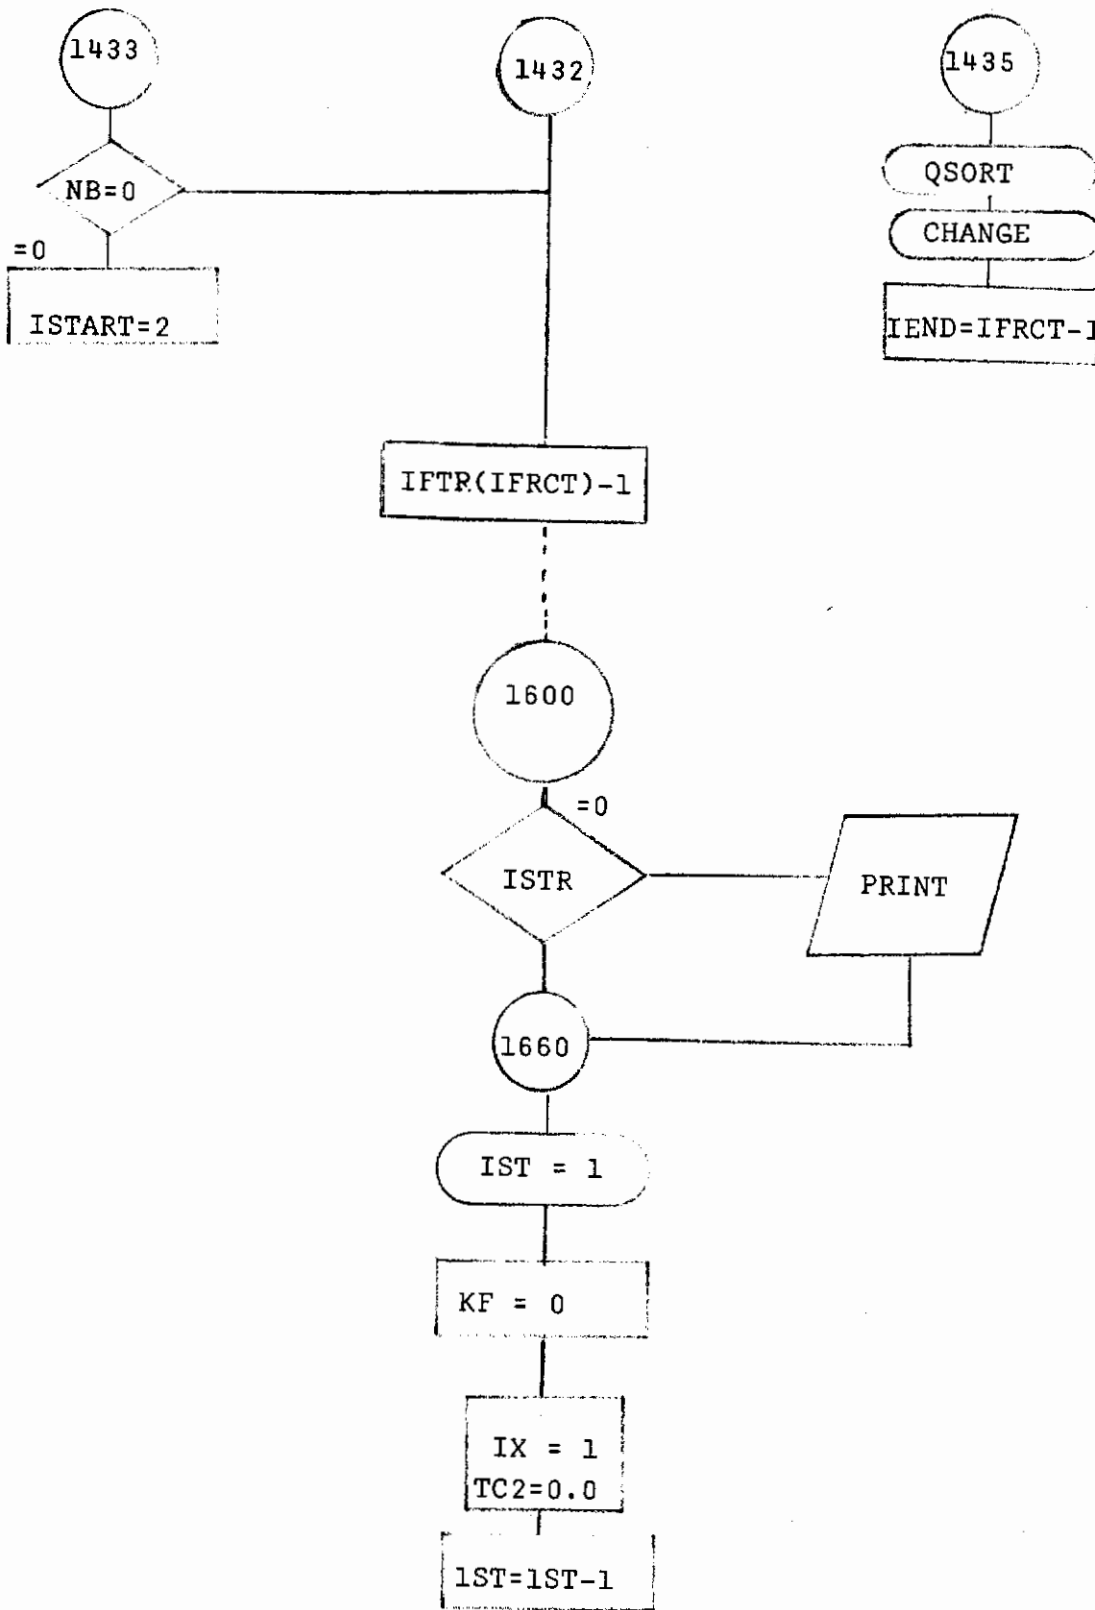 1433
1432
1435
NB=0
=0
ISTART=2
QSORT
CHANGE
IEND=IFRCT-1
IFTR(IFRCT)-1
1600
=0
ISTR
PRINT
1660
IST = 1
KF = 0
IX = 1
TC2=0.0
1ST=1ST-1